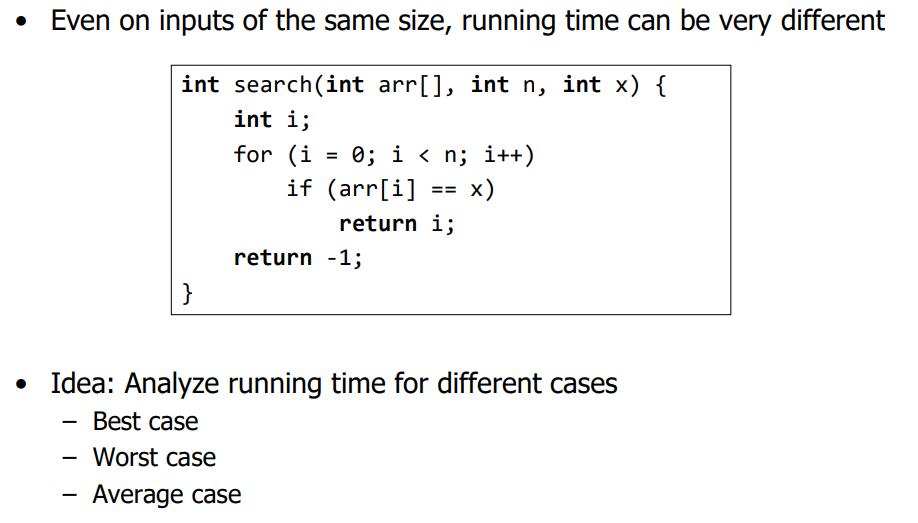 • Even on inputs of the same size, running time can be very different
int search(int arr[], int n, int x) {
    int i;
    for (i = 0; i < n; i++)
        if (arr[i] == x)
            return i;
    return -1;
}
• Idea: Analyze running time for different cases
– Best case
– Worst case
– Average case